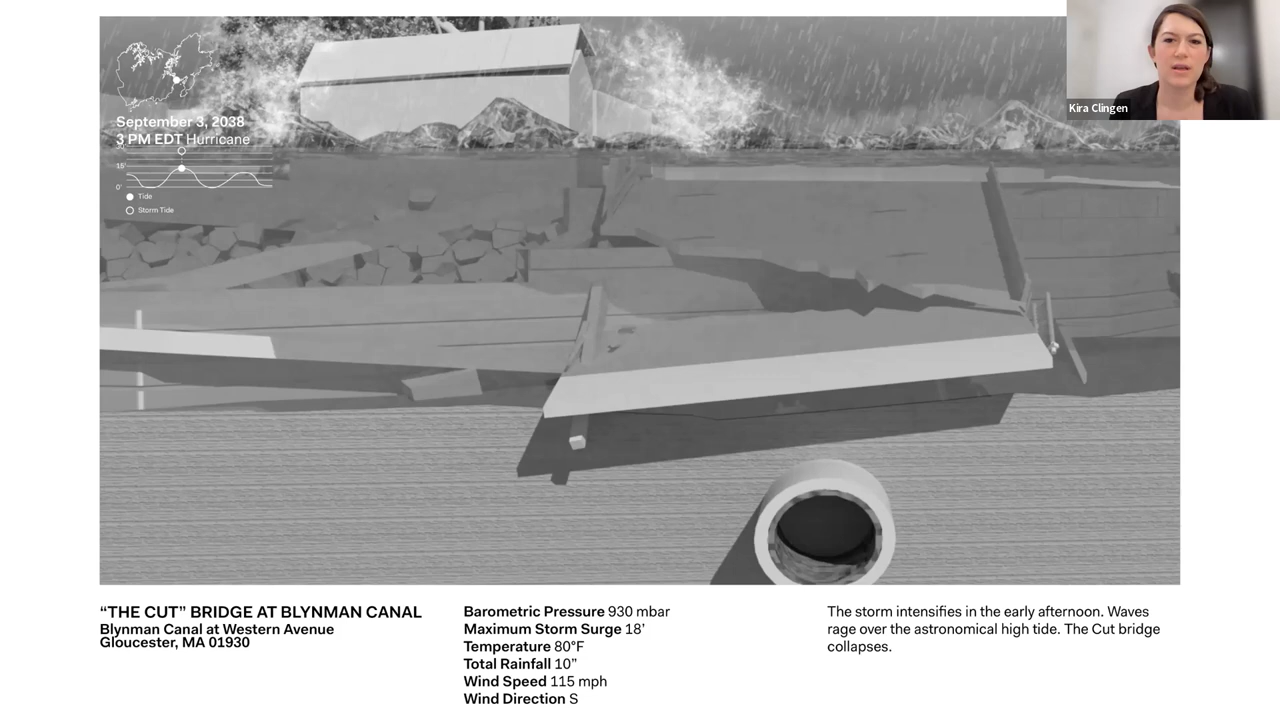 Kira Clingen
September 3, 2038
3 PM EDT Hurricane
15'
0'
Tide
Storm Tide
“THE CUT” BRIDGE AT BLYNMAN CANAL
Blynman Canal at Western Avenue
Gloucester, MA 01930
Barometric Pressure 930 mbar
Maximum Storm Surge 18’
Temperature 80°F
Total Rainfall 10”
Wind Speed 115 mph
Wind Direction S
The storm intensifies in the early afternoon. Waves
rage over the astronomical high tide. The Cut bridge
collapses.